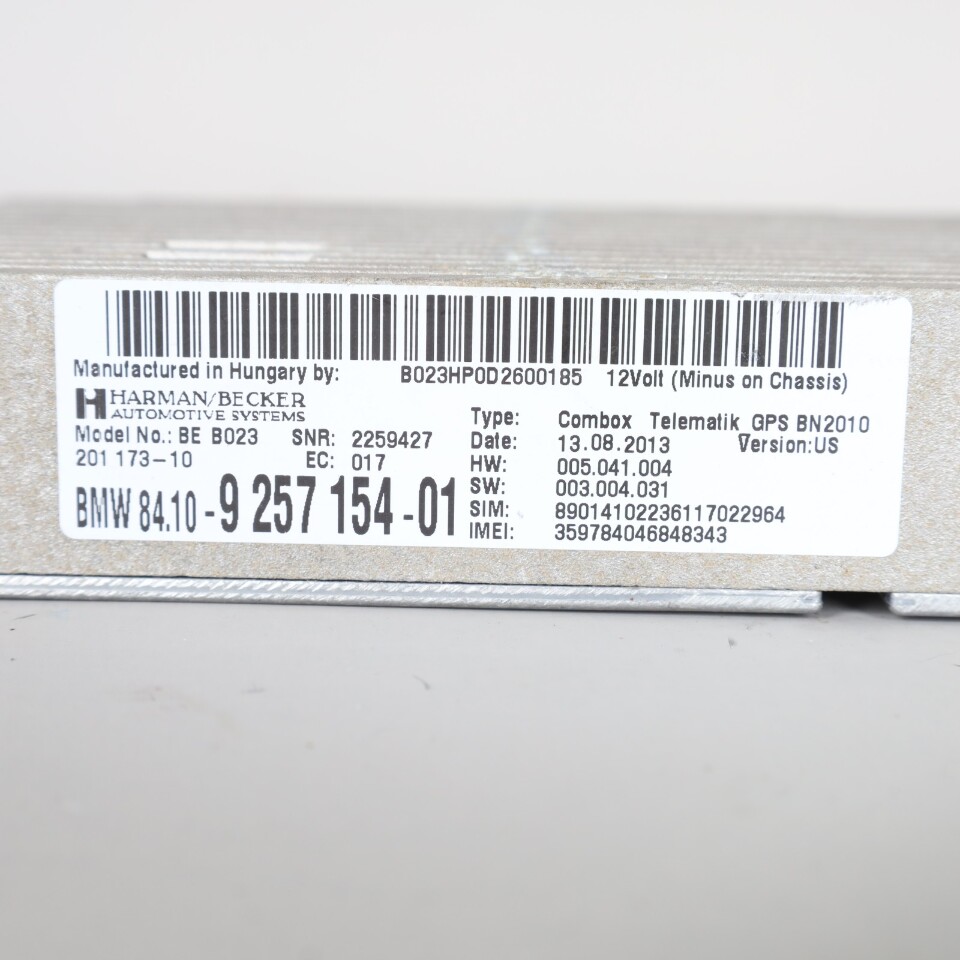 Manufactured in Hungary by: B023HP0D2600185 12Volt (Minus on Chassis)
HARMAN/BECKER
AUTOMOTIVE SYSTEMS
Model No.: BE B023 SNR: 2259427
201 173-10 EC: 017
BMW 84.10-9 257 154-01
Type: Combox Telematik GPS BN2010
Date: 13.08.2013 Version: US
HW: 005.041.004
SW: 003.004.031
SIM: 89014102236117022964
IMEI: 359784046848343